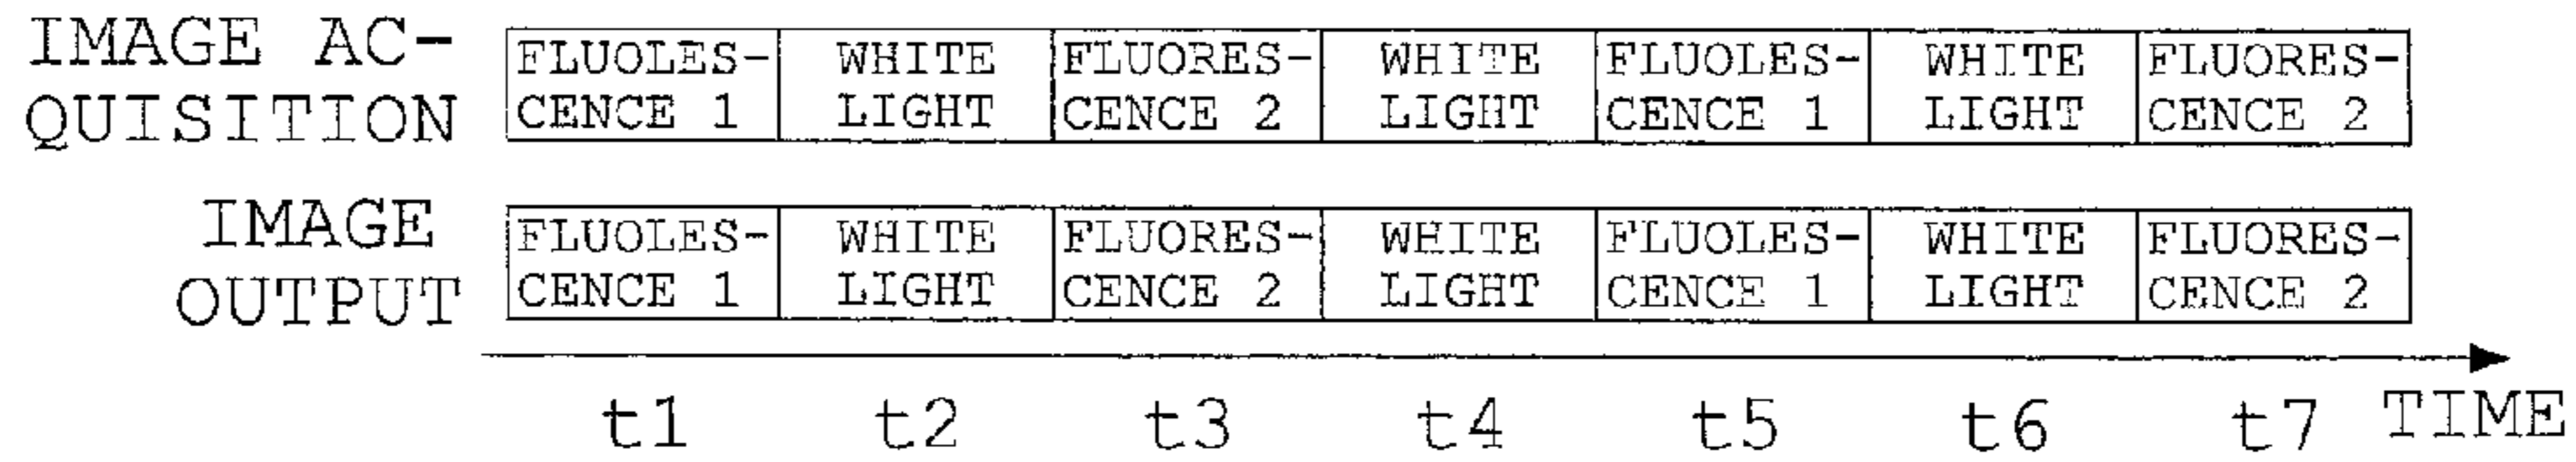 IMAGE AC-
QUISITION
FLUOLES-
CENCE 1
WHITE
LIGHT
FLUORES-
CENCE 2
WHITE
LIGHT
FLUOLES-
CENCE 1
WHITE
LIGHT
FLUORES-
CENCE 2
IMAGE
OUTPUT
FLUOLES-
CENCE 1
WHITE
LIGHT
FLUORES-
CENCE 2
WHITE
LIGHT
FLUOLES-
CENCE 1
WHITE
LIGHT
FLUORES-
CENCE 2
t1 t2 t3 t4 t5 t6 t7 TIME